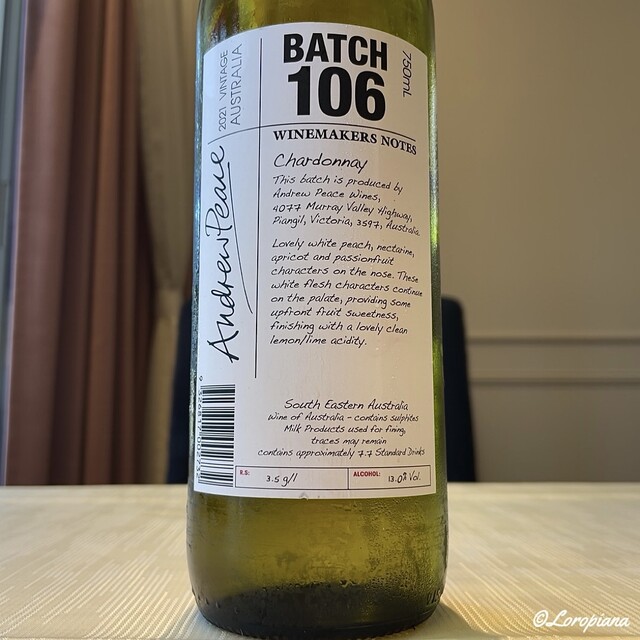 BATCH
106
750mL
2021 VINTAGE
AUSTRALIA
Andrew Peace
WINEMAKERS NOTES
Chardonnay
This batch is produced by
Andrew Peace Wines,
4077 Murray Valley Highway,
Piangil, Victoria, 3597, Australia
Lovely white peach, nectarine,
apricot and passionfruit
characters on the nose. These
white flesh characters continue
on the palate, providing some
upfront fruit sweetness,
finishing with a lovely clean
lemon/lime acidity.
South Eastern Australia
Wine of Australia - contains sulphites
Milk Products used for fining,
traces may remain
contains approximately 7.7 Standard Drinks
R.S: 3.5 g/l ALCOHOL: 13.0% Vol.
©Loropiana